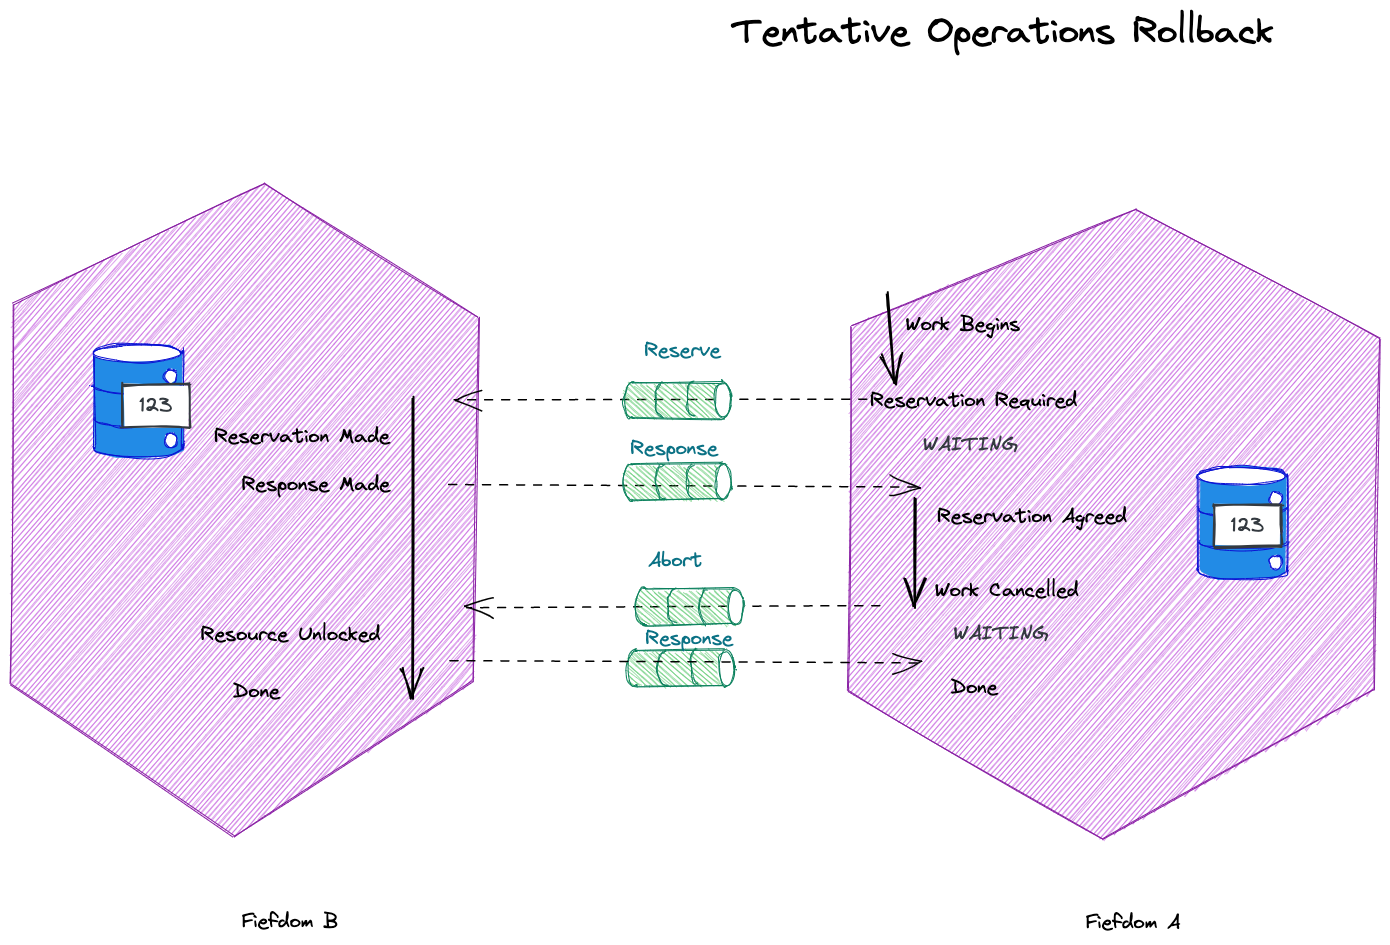 Tentative Operations Rollback
Work Begins
Reserve
Reservation Required
123
Reservation Made
WAITING
Response
Response Made
Reservation Agreed
123
Abort
Work Cancelled
Resource Unlocked
Response
WAITING
Done
Done
Fiefdom B
Fiefdom A